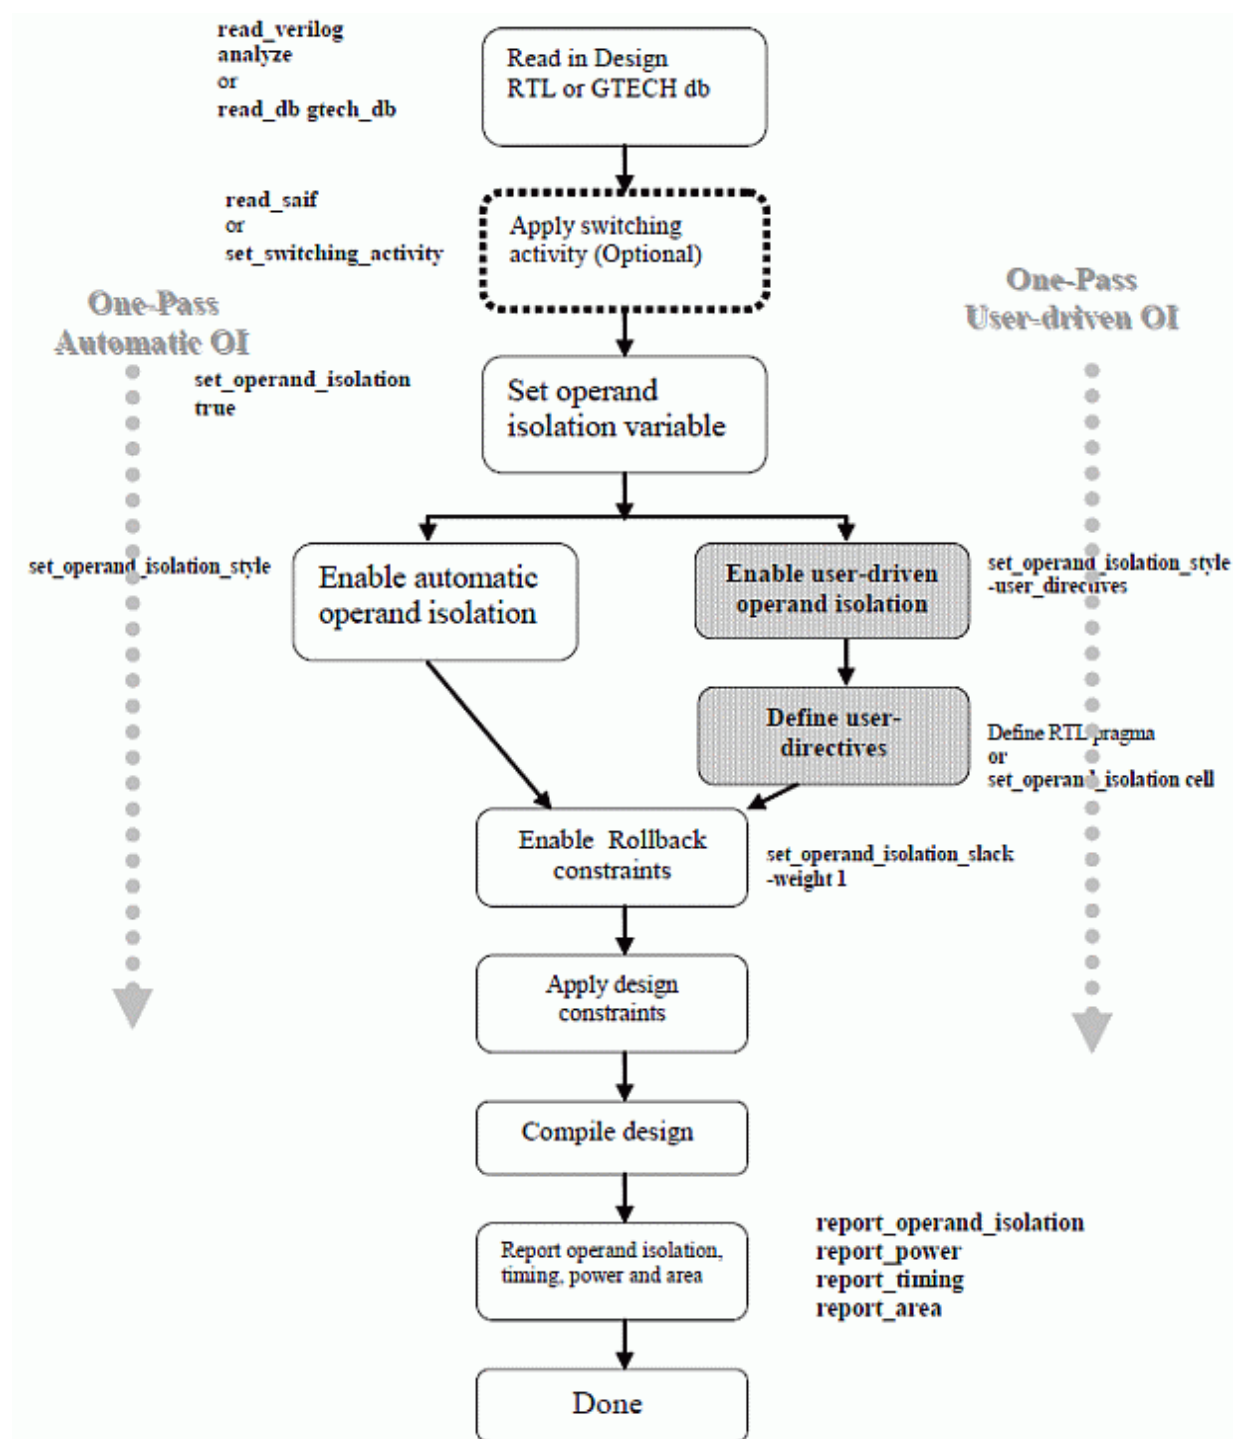 read_verilog
analyze
or
read_db gtech_db
Read in Design
RTL or GTECH db
read_saif
or
set_switching_activity
Apply switching
activity (Optional)
One-Pass
Automatic OI
One-Pass
User-driven OI
set_operand_isolation
true
Set operand
isolation variable
set_operand_isolation_style
Enable automatic
operand isolation
Enable user-driven
operand isolation
set_operand_isolation_style
-user_directives
Define user-
directives
Define RTL pragma
or
set_operand_isolation cell
Enable Rollback
constraints
set_operand_isolation_slack
-weight 1
Apply design
constraints
Compile design
Report operand isolation,
timing, power and area
report_operand_isolation
report_power
report_timing
report_area
Done